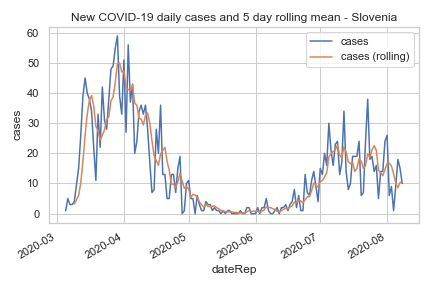 New COVID-19 daily cases and 5 day rolling mean - Slovenia
cases
cases (rolling)
60
50
40
30
20
10
0
cases
2020-03
2020-04
2020-05
2020-06
2020-07
2020-08
dateRep